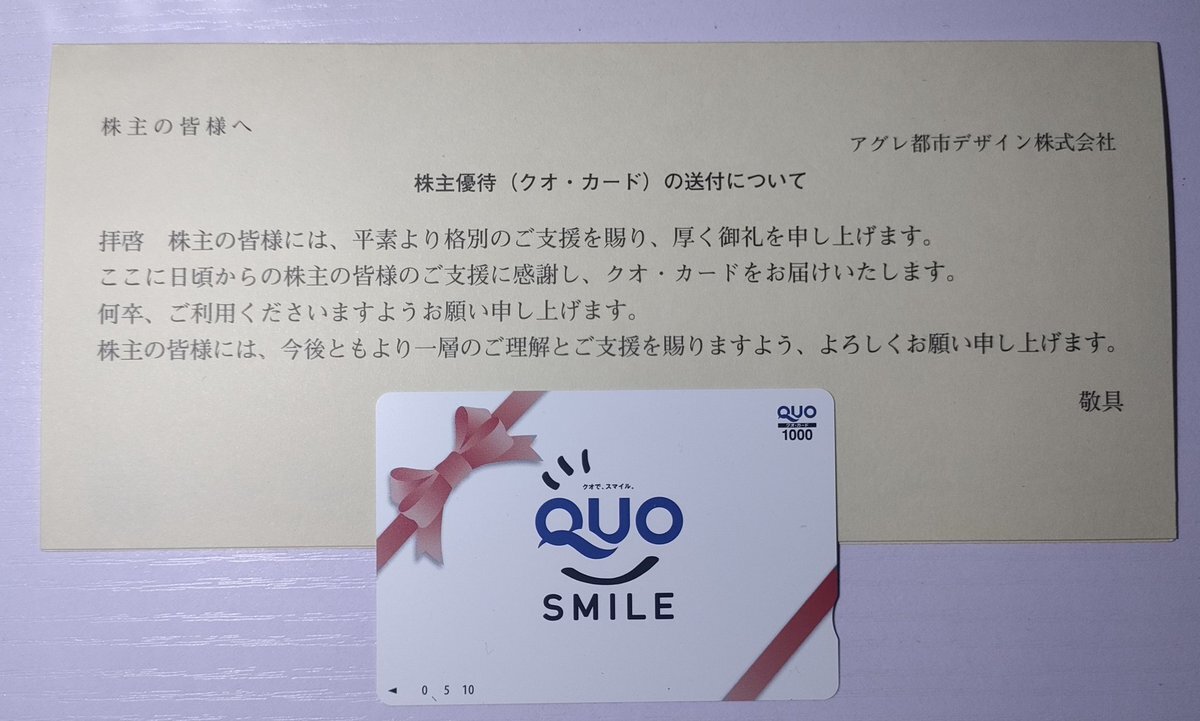 株主の皆様へ
アグレ都市デザイン株式会社
株主優待（クオ・カード）の送付について
拝啓　株主の皆様には、平素より格別のご支援を賜り、厚く御礼を申し上げます。
ここに日頃からの株主の皆様のご支援に感謝し、クオ・カードをお届けいたします。
何卒、ご利用くださいますようお願い申し上げます。
株主の皆様には、今後ともより一層のご理解とご支援を賜りますよう、よろしくお願い申し上げます。
敬具
QUO
クオ・カード
1000
クオで、スマイル。
QUO
SMILE
◀ 0 5 10